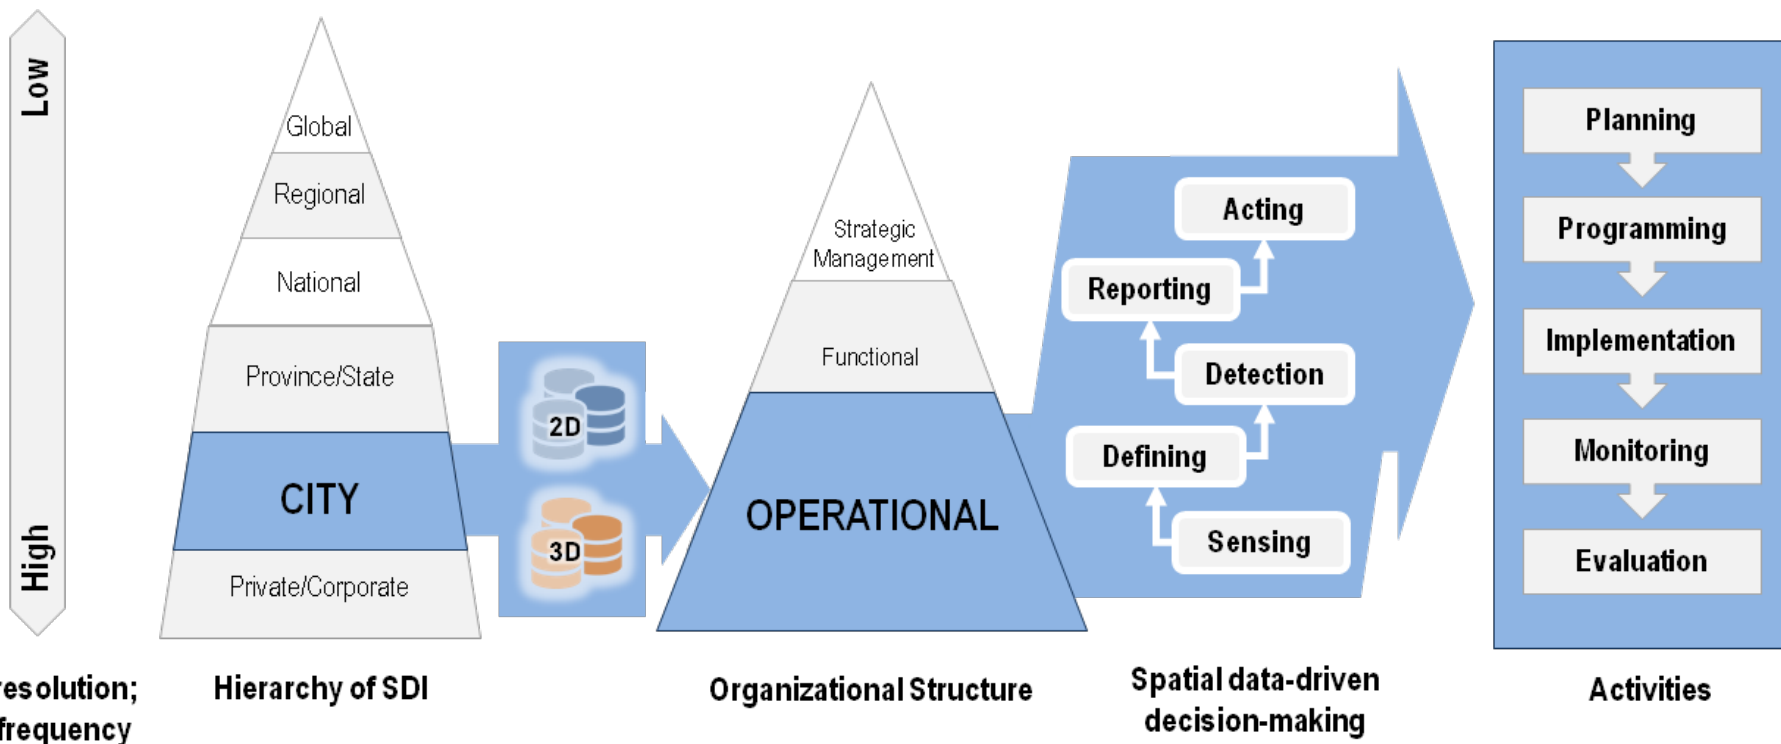 Low
High
resolution;
frequency
Global
Regional
National
Province/State
CITY
Private/Corporate
Hierarchy of SDI
2D
3D
Strategic
Management
Functional
OPERATIONAL
Organizational Structure
Acting
Reporting
Detection
Defining
Sensing
Spatial data-driven
decision-making
Planning
Programming
Implementation
Monitoring
Evaluation
Activities